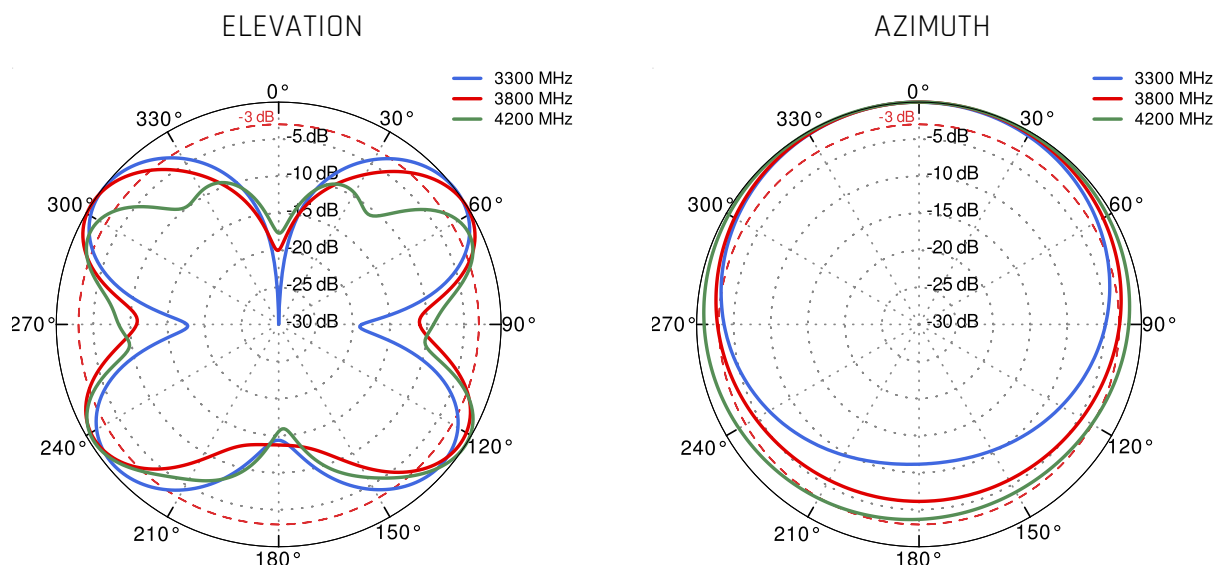 ELEVATION
3300 MHz
3800 MHz
4200 MHz
0°
-3 dB
330°
30°
-5 dB
-10 dB
300°
-15 dB
60°
-20 dB
-25 dB
270°
-30 dB
90°
240°
120°
210°
150°
180°
AZIMUTH
3300 MHz
3800 MHz
4200 MHz
0°
-3 dB
330°
30°
-5 dB
-10 dB
300°
-15 dB
60°
-20 dB
-25 dB
270°
-30 dB
90°
240°
120°
210°
150°
180°